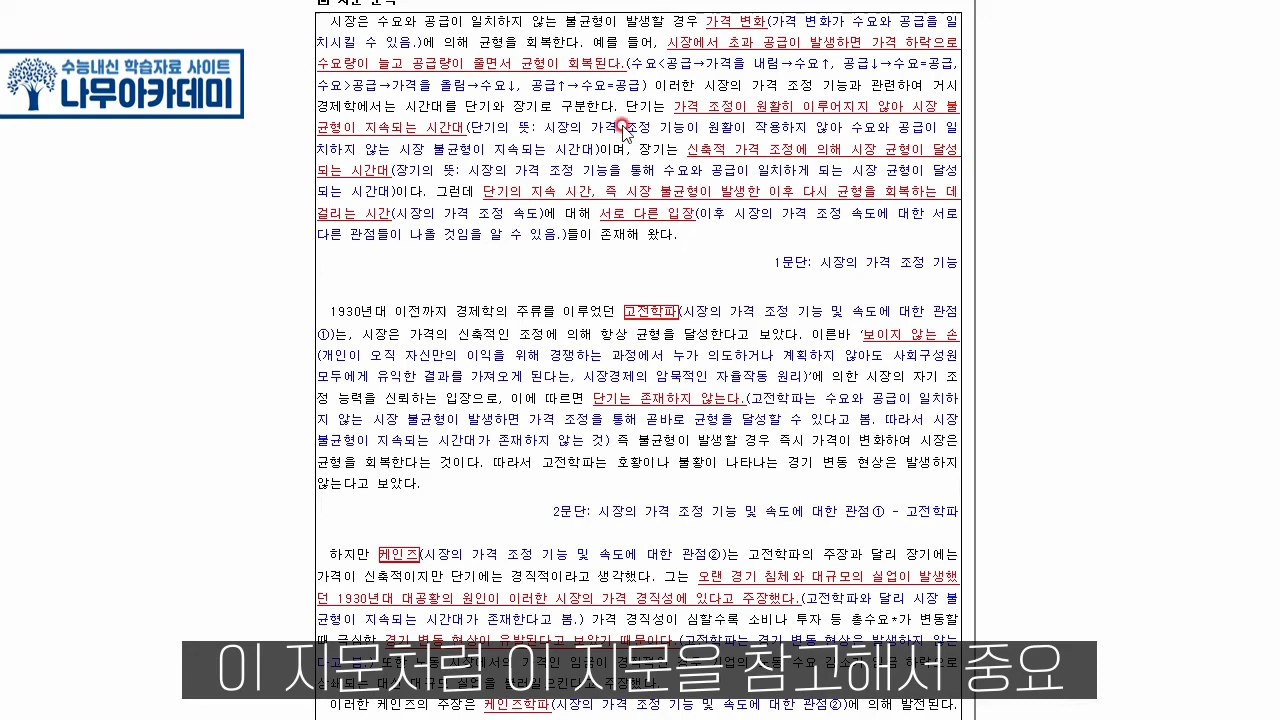 수능내신 학습자료 사이트
나무아카데미
시장은 수요와 공급이 일치하지 않는 불균형이 발생할 경우 가격 변화(가격 변화가 수요와 공급을 일
치시킬 수 있음.)에 의해 균형을 회복한다. 예를 들어, 시장에서 초과 공급이 발생하면 가격 하락으로
수요량이 늘고 공급량이 줄면서 균형이 회복된다.(수요<공급→가격을 내림→수요↑, 공급↓→수요=공급,
수요>공급→가격을 올림→수요↓, 공급↑→수요=공급) 이러한 시장의 가격 조정 기능과 관련하여 거시
경제학에서는 시간대를 단기와 장기로 구분한다. 단기는 가격 조정이 원활히 이루어지지 않아 시장 불
균형이 지속되는 시간대(단기의 뜻: 시장의 가격 조정 기능이 원활이 작용하지 않아 수요와 공급이 일
치하지 않는 시장 불균형이 지속되는 시간대)이며, 장기는 신축적 가격 조정에 의해 시장 균형이 달성
되는 시간대(장기의 뜻: 시장의 가격 조정 기능을 통해 수요와 공급이 일치하게 되는 시장 균형이 달성
되는 시간대)이다. 그런데 단기의 지속 시간, 즉 시장 불균형이 발생한 이후 다시 균형을 회복하는 데
걸리는 시간(시장의 가격 조정 속도)에 대해 서로 다른 입장(이후 시장의 가격 조정 속도에 대한 서로
다른 관점들이 나올 것임을 알 수 있음.)들이 존재해 왔다.
1문단: 시장의 가격 조정 기능
1930년대 이전까지 경제학의 주류를 이루었던 고전학파(시장의 가격 조정 기능 및 속도에 대한 관점
①)는, 시장은 가격의 신축적인 조정에 의해 항상 균형을 달성한다고 보았다. 이른바 ‘보이지 않는 손
(개인이 오직 자신만의 이익을 위해 경쟁하는 과정에서 누가 의도하거나 계획하지 않아도 사회구성원
모두에게 유익한 결과를 가져오게 된다는, 시장경제의 암묵적인 자율작동 원리)’에 의한 시장의 자기 조
정 능력을 신뢰하는 입장으로, 이에 따르면 단기는 존재하지 않는다.(고전학파는 수요와 공급이 일치하
지 않는 시장 불균형이 발생하면 가격 조정을 통해 곧바로 균형을 달성할 수 있다고 봄. 따라서 시장
불균형이 지속되는 시간대가 존재하지 않는 것) 즉 불균형이 발생할 경우 즉시 가격이 변화하여 시장은
균형을 회복한다는 것이다. 따라서 고전학파는 호황이나 불황이 나타나는 경기 변동 현상은 발생하지
않는다고 보았다.
2문단: 시장의 가격 조정 기능 및 속도에 대한 관점① - 고전학파
하지만 케인즈(시장의 가격 조정 기능 및 속도에 대한 관점②)는 고전학파의 주장과 달리 장기에는
가격이 신축적이지만 단기에는 경직적이라고 생각했다. 그는 오랜 경기 침체와 대규모의 실업이 발생했
던 1930년대 대공황의 원인이 이러한 시장의 가격 경직성에 있다고 주장했다.(고전학파와 달리 시장 불
균형이 지속되는 시간대가 존재한다고 봄.) 가격 경직성이 심할수록 소비나 투자 등 총수요*가 변동할
때 극심한 경기 변동 현상이 유발된다고 보았기 때문이다.(고전학파는 경기 변동 현상은 발생하지 않는
이 지문처럼 이 지문을 참고해서 중요
이러한 케인즈의 주장은 케인즈학파(시장의 가격 조정 기능 및 속도에 대한 관점②)에 의해 발전된다.